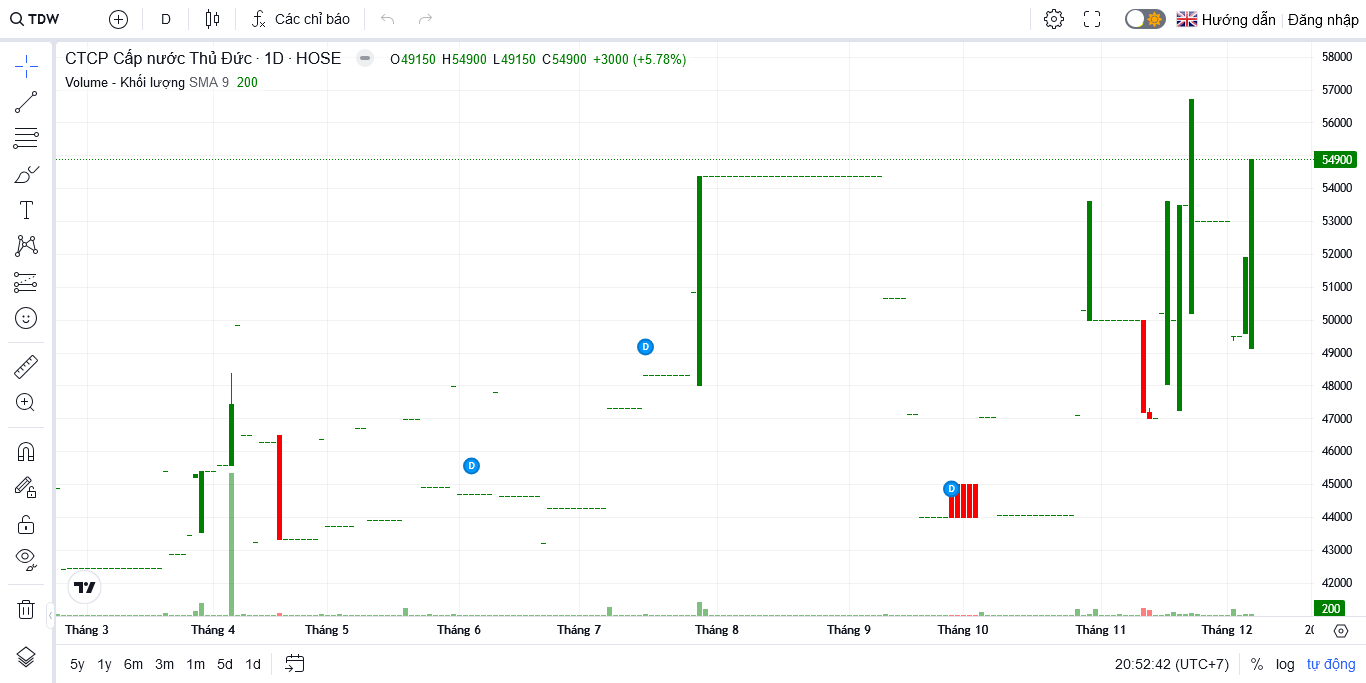 TDW D Các chỉ báo Hướng dẫn Đăng nhập
CTCP Cấp nước Thủ Đức · 1D · HOSE O49150 H54900 L49150 C54900 +3000 (+5.78%)
Volume - Khối lượng SMA 9 200
58000
57000
56000
54900
54000
53000
52000
51000
50000
49000
48000
47000
46000
45000
44000
43000
42000
200
D
D
D
T
Tháng 3 Tháng 4 Tháng 5 Tháng 6 Tháng 7 Tháng 8 Tháng 9 Tháng 10 Tháng 11 Tháng 12
5y 1y 6m 3m 1m 5d 1d 20:52:42 (UTC+7) % log tự động